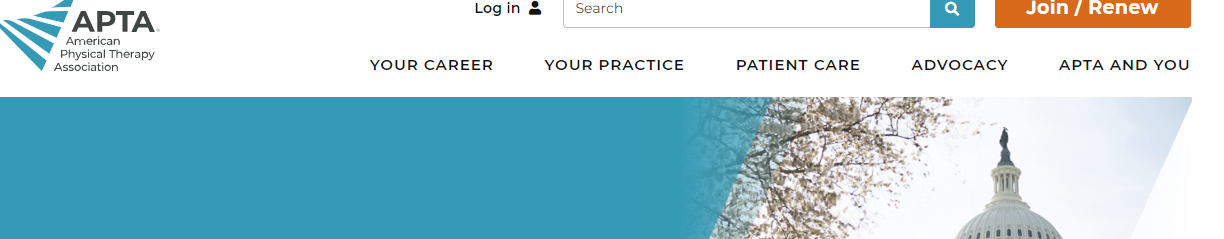 APTA
American
Physical Therapy
Association
Log in
Search
Join / Renew
YOUR CAREER YOUR PRACTICE PATIENT CARE ADVOCACY APTA AND YOU